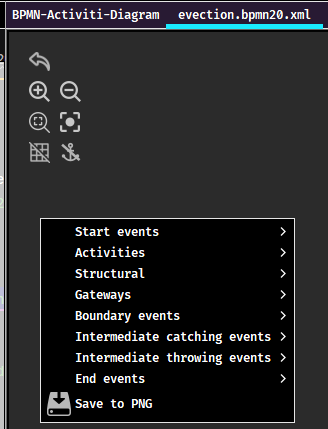 BPMN-Activiti-Diagram evection.bpmn20.xml
Start events
Activities
Structural
Gateways
Boundary events
Intermediate catching events
Intermediate throwing events
End events
Save to PNG